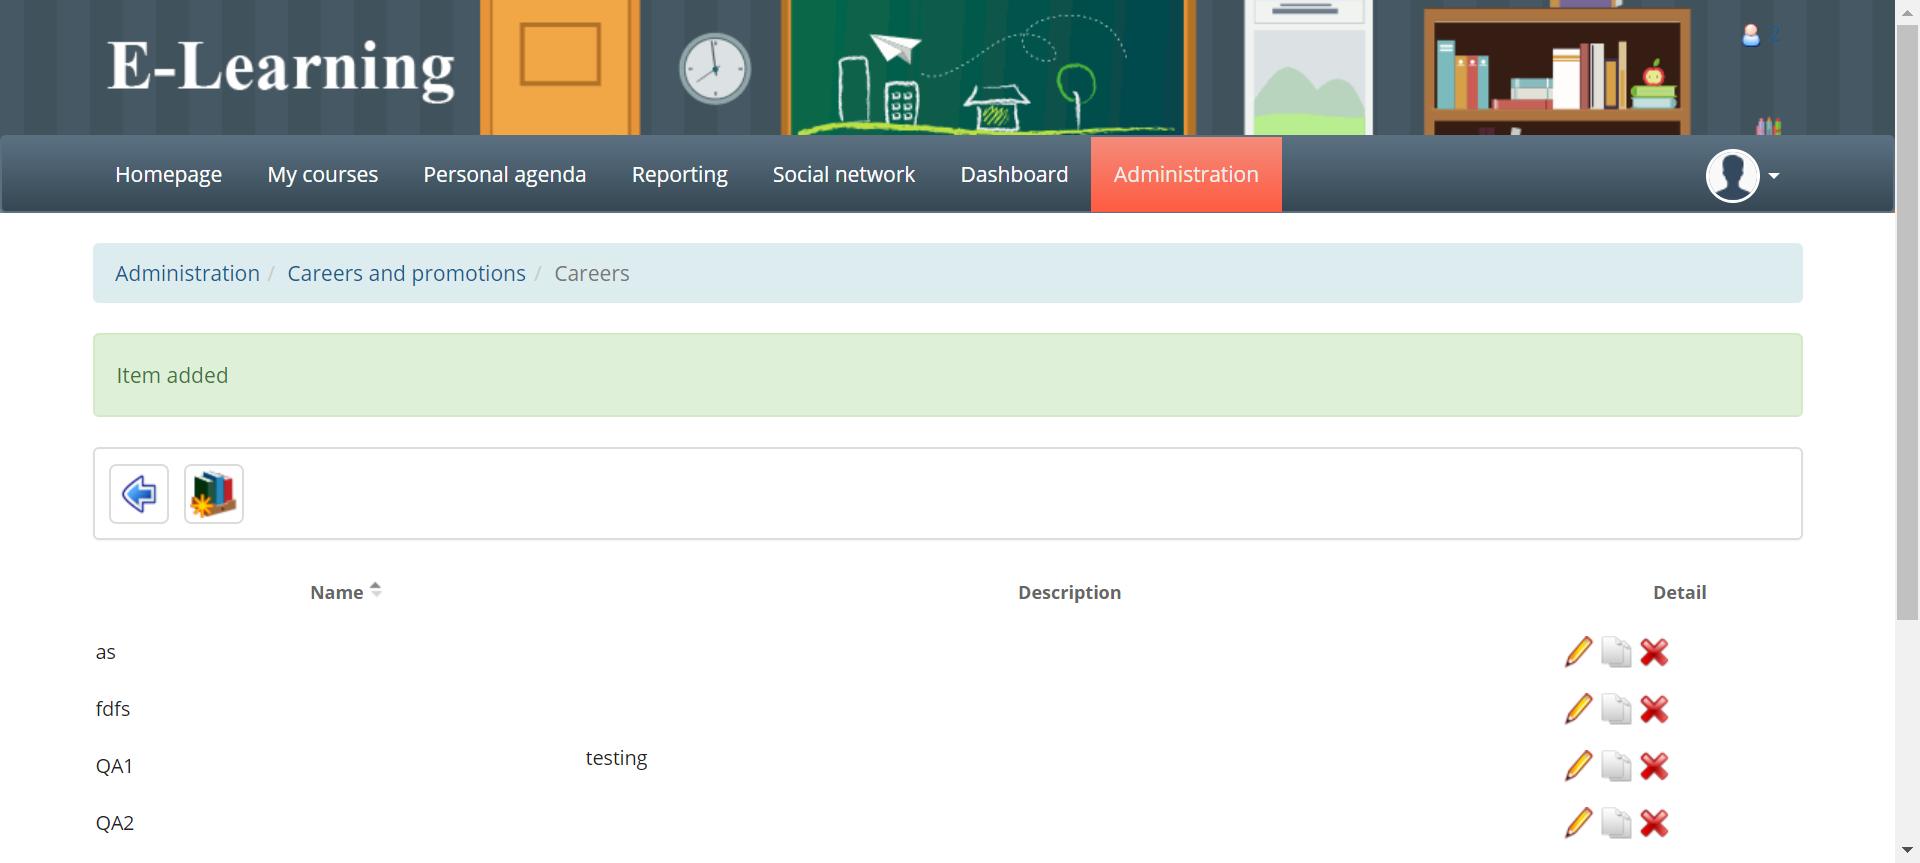 E-Learning
2
Homepage My courses Personal agenda Reporting Social network Dashboard Administration
Administration / Careers and promotions / Careers
Item added
Name Description Detail
as
fdfs
QA1 testing
QA2